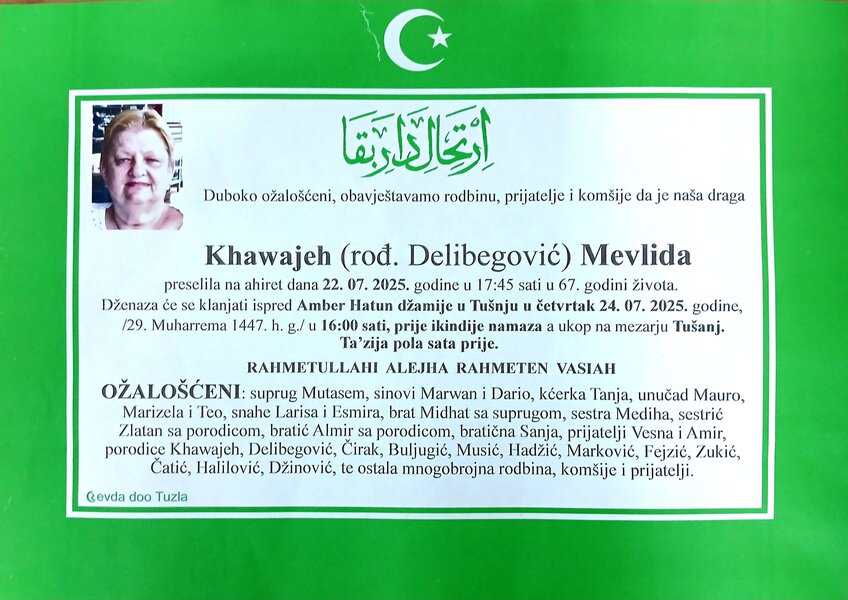 اِرْتِحَالِ دَارِ بَقَا
Duboko ožalošćeni, obavještavamo rodbinu, prijatelje i komšije da je naša draga
Khawajeh (rođ. Delibegović) Mevlida
preselila na ahiret dana 22. 07. 2025. godine u 17:45 sati u 67. godini života.
Dženaza će se klanjati ispred Amber Hatun džamije u Tušnju u četvrtak 24. 07. 2025. godine,
/29. Muharrema 1447. h. g./ u 16:00 sati, prije ikindije namaza a ukop na mezarju Tušanj.
Ta'zija pola sata prije.
RAHMETULLAHI ALEJHA RAHMETEN VASIAH
OŽALOŠĆENI: suprug Mutasem, sinovi Marwan i Dario, kćerka Tanja, unučad Mauro,
Marizela i Teo, snahe Larisa i Esmira, brat Midhat sa suprugom, sestra Mediha, sestrić
Zlatan sa porodicom, bratić Almir sa porodicom, bratična Sanja, prijatelji Vesna i Amir,
porodice Khawajeh, Delibegović, Čirak, Buljugić, Musić, Hadžić, Marković, Fejzić, Zukić,
Čatić, Halilović, Džinović, te ostala mnogobrojna rodbina, komšije i prijatelji.
evda doo Tuzla